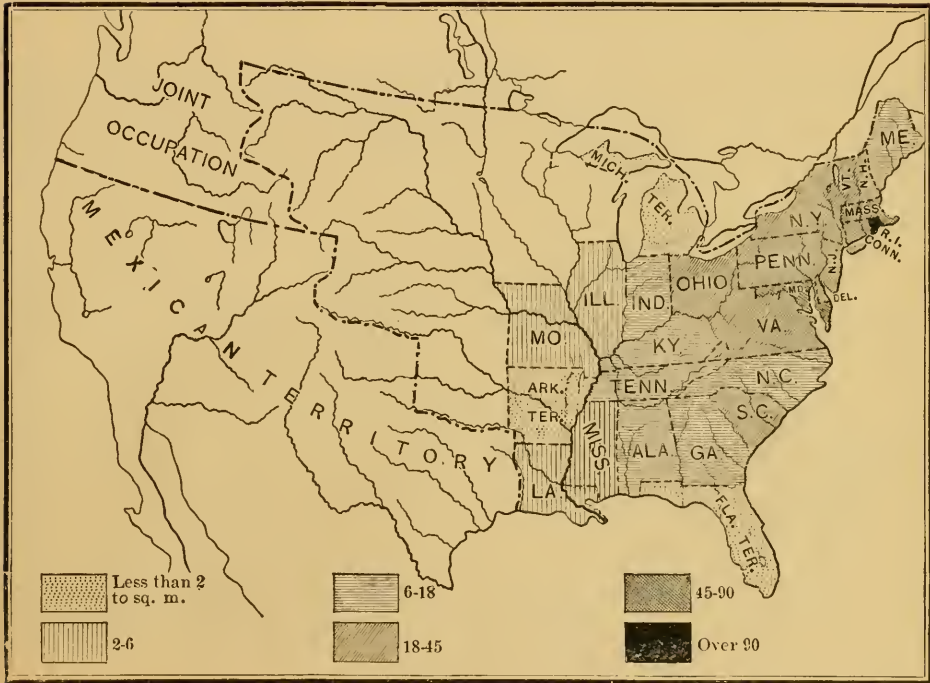 JOINT
OCCUPATION
MEXICAN TERRITORY
MICH.
TER.
ME.
VT.
N.H.
MASS.
R.I.
CONN.
N.Y.
PENN.
N.J.
MD.
DEL.
OHIO
IND.
ILL.
VA.
KY
MO
ARK.
TER.
TENN.
N.C.
S.C.
MISS
ALA.
GA
LA.
FLA. TER.
Less than 2
to sq. m.
6-18
45-90
2-6
18-45
Over 90